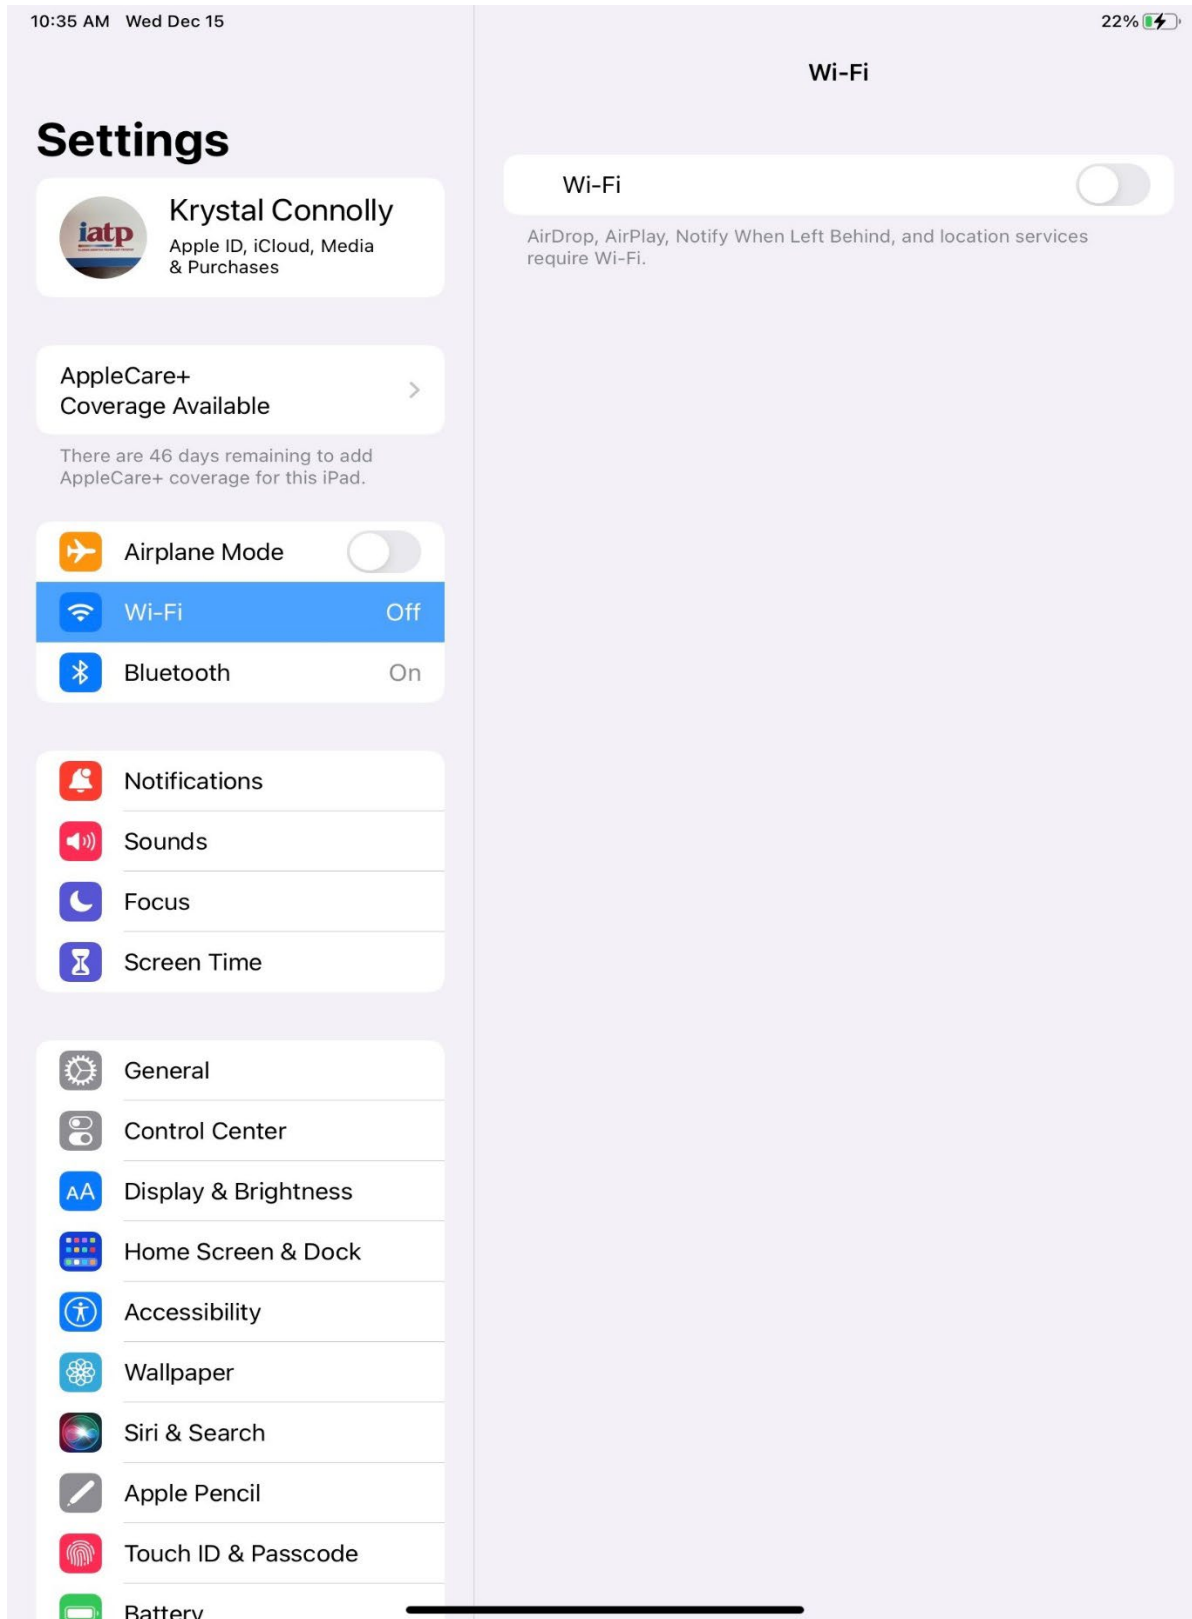 10:35 AM Wed Dec 15
22%
Settings
iatp
Krystal Connolly
Apple ID, iCloud, Media
& Purchases
AppleCare+
Coverage Available
There are 46 days remaining to add
AppleCare+ coverage for this iPad.
Airplane Mode
Wi-Fi Off
Bluetooth On
Notifications
Sounds
Focus
Screen Time
General
Control Center
AA
Display & Brightness
Home Screen & Dock
Accessibility
Wallpaper
Siri & Search
Apple Pencil
Touch ID & Passcode
Battery
Wi-Fi
Wi-Fi
AirDrop, AirPlay, Notify When Left Behind, and location services
require Wi-Fi.